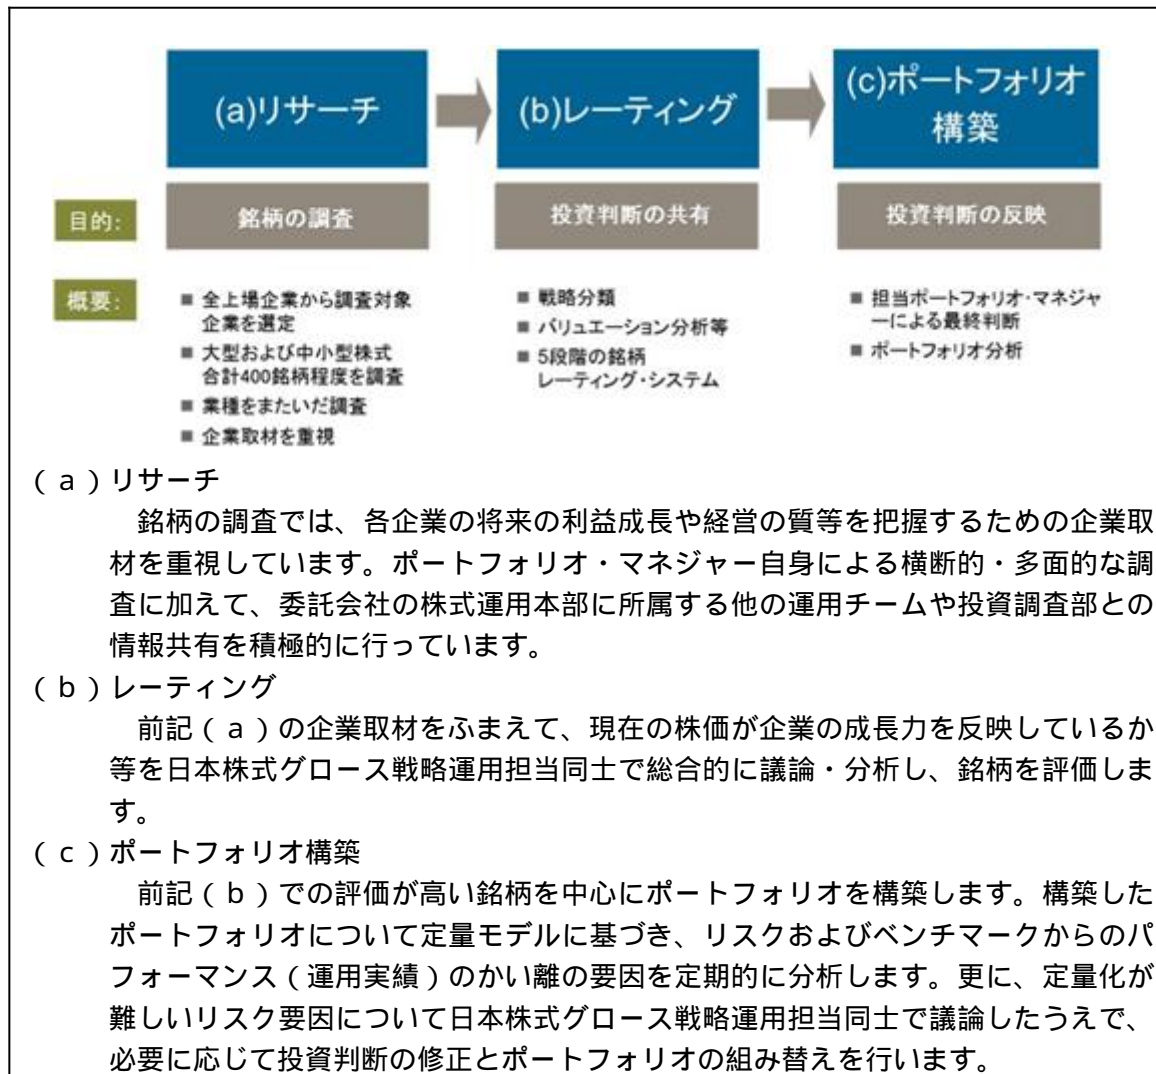 (a)リサーチ
(b)レーティング
(c)ポートフォリオ
構築
目的:
銘柄の調査
投資判断の共有
投資判断の反映
概要:
■ 全上場企業から調査対象
企業を選定
■ 大型および中小型株式
合計400銘柄程度を調査
■ 業種をまたいだ調査
■ 企業取材を重視
■ 戦略分類
■ バリュエーション分析等
■ 5段階の銘柄
レーティング・システム
■ 担当ポートフォリオ・マネジャ
ーによる最終判断
■ ポートフォリオ分析
(a)リサーチ
銘柄の調査では、各企業の将来の利益成長や経営の質等を把握するための企業取
材を重視しています。ポートフォリオ・マネジャー自身による横断的・多面的な調
査に加えて、委託会社の株式運用本部に所属する他の運用チームや投資調査部との
情報共有を積極的に行っています。
(b)レーティング
前記(a)の企業取材をふまえて、現在の株価が企業の成長力を反映しているか
等を日本株式グロース戦略運用担当同士で総合的に議論・分析し、銘柄を評価しま
す。
(c)ポートフォリオ構築
前記(b)での評価が高い銘柄を中心にポートフォリオを構築します。構築した
ポートフォリオについて定量モデルに基づき、リスクおよびベンチマークからのパ
フォーマンス(運用実績)のかい離の要因を定期的に分析します。更に、定量化が
難しいリスク要因について日本株式グロース戦略運用担当同士で議論したうえで、
必要に応じて投資判断の修正とポートフォリオの組み替えを行います。